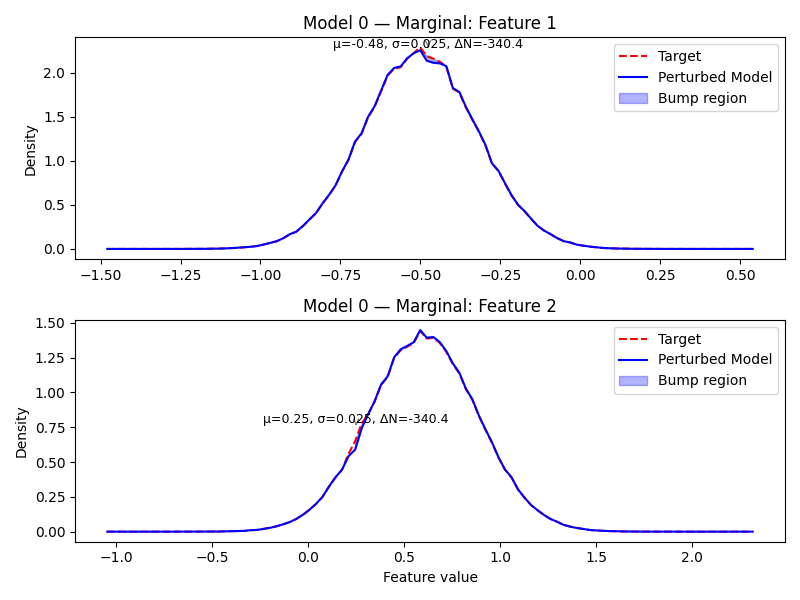 Model 0 — Marginal: Feature 1
μ=-0.48, σ=0.025, ΔN=-340.4
Target
Perturbed Model
Bump region
Density
2.0
1.5
1.0
0.5
0.0
−1.50
−1.25
−1.00
−0.75
−0.50
−0.25
0.00
0.25
0.50
Model 0 — Marginal: Feature 2
Target
Perturbed Model
Bump region
μ=0.25, σ=0.025, ΔN=-340.4
Density
1.50
1.25
1.00
0.75
0.50
0.25
0.00
−1.0
−0.5
0.0
0.5
1.0
1.5
2.0
Feature value